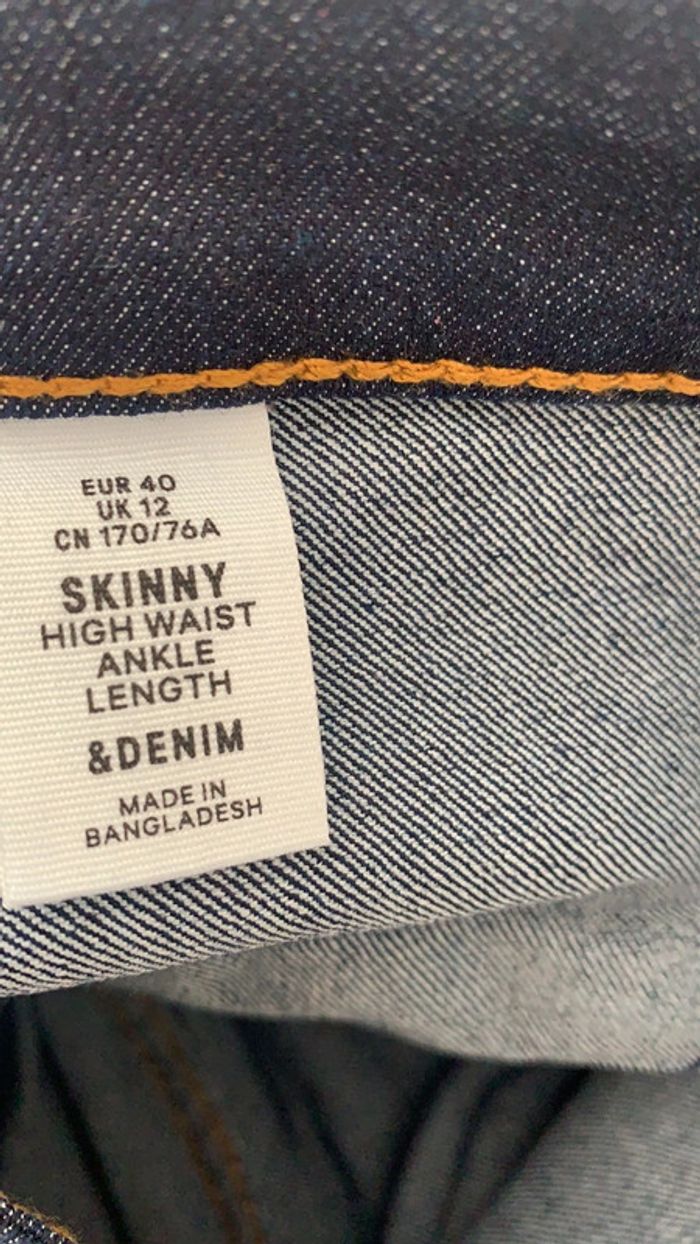 EUR 40
UK 12
CN 170/76A
SKINNY
HIGH WAIST
ANKLE
LENGTH
&DENIM
MADE IN
BANGLADESH